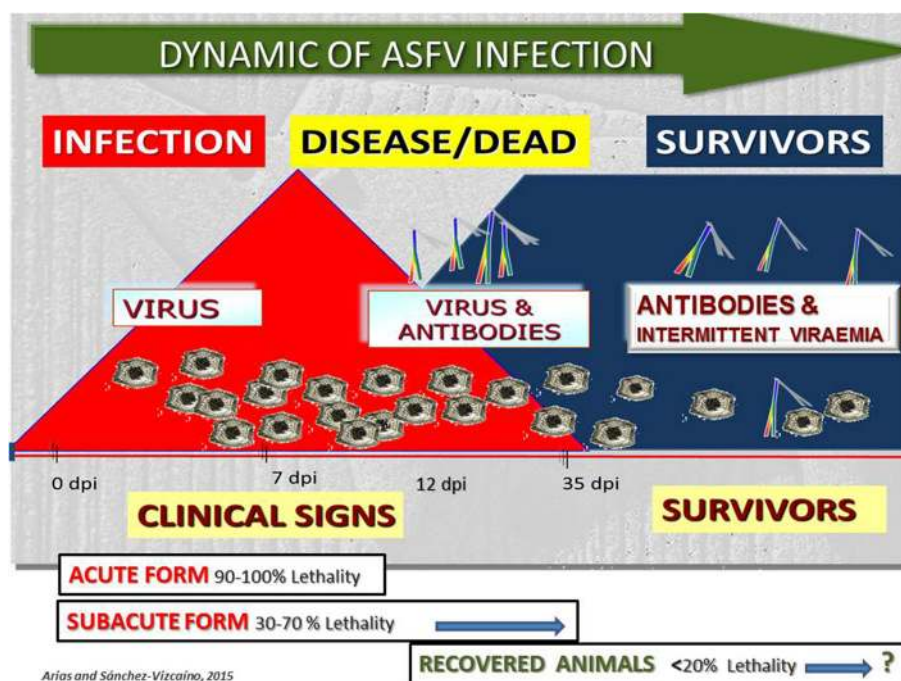 DYNAMIC OF ASFV INFECTION
INFECTION
DISEASE/DEAD
SURVIVORS
VIRUS
VIRUS &
ANTIBODIES
ANTIBODIES &
INTERMITTENT VIRAEMIA
0 dpi
7 dpi
12 dpi
35 dpi
CLINICAL SIGNS
SURVIVORS
ACUTE FORM 90-100% Lethality
SUBACUTE FORM 30-70 % Lethality
RECOVERED ANIMALS <20% Lethality ?
Arias and Sánchez-Vizcaíno, 2015